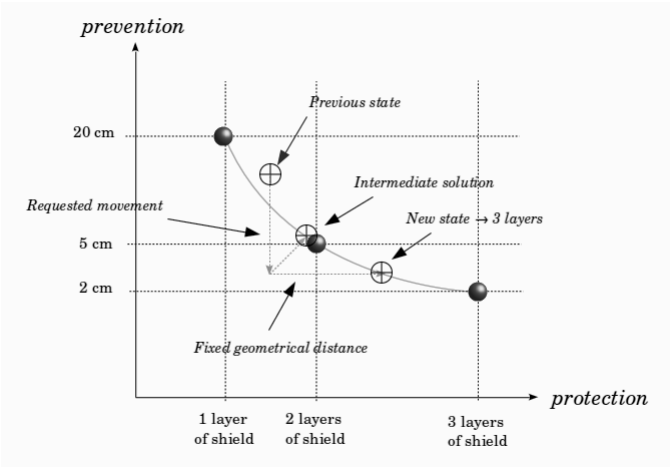 prevention
Previous state
20 cm
Intermediate solution
Requested movement
New state → 3 layers
5 cm
2 cm
Fixed geometrical distance
protection
1 layer
of shield
2 layers
of shield
3 layers
of shield